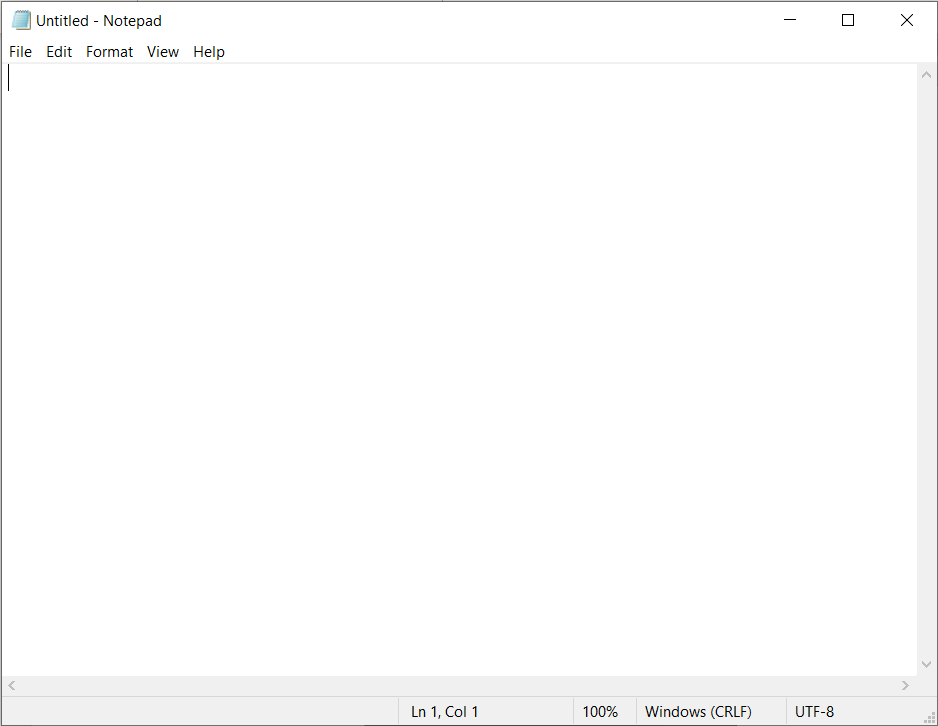 Untitled - Notepad
File Edit Format View Help
Ln 1, Col 1 100% Windows (CRLF) UTF-8